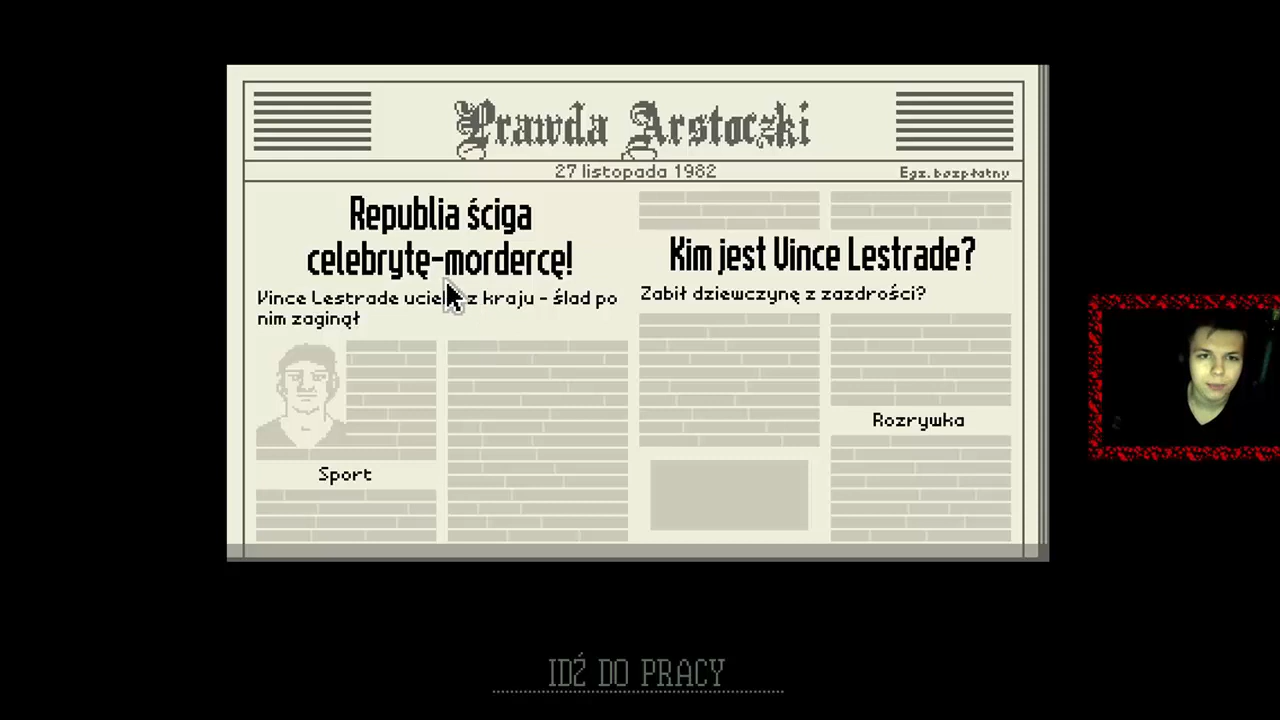 Prawda Arstoczki
27 listopada 1982
Egz. bezpłatny
Republia ściga
celebrytę-mordercę!
Vince Lestrade uciekł z kraju - ślad po
nim zaginął
Sport
Kim jest Vince Lestrade?
Zabił dziewczynę z zazdrości?
Rozrywka
IDŹ DO PRACY